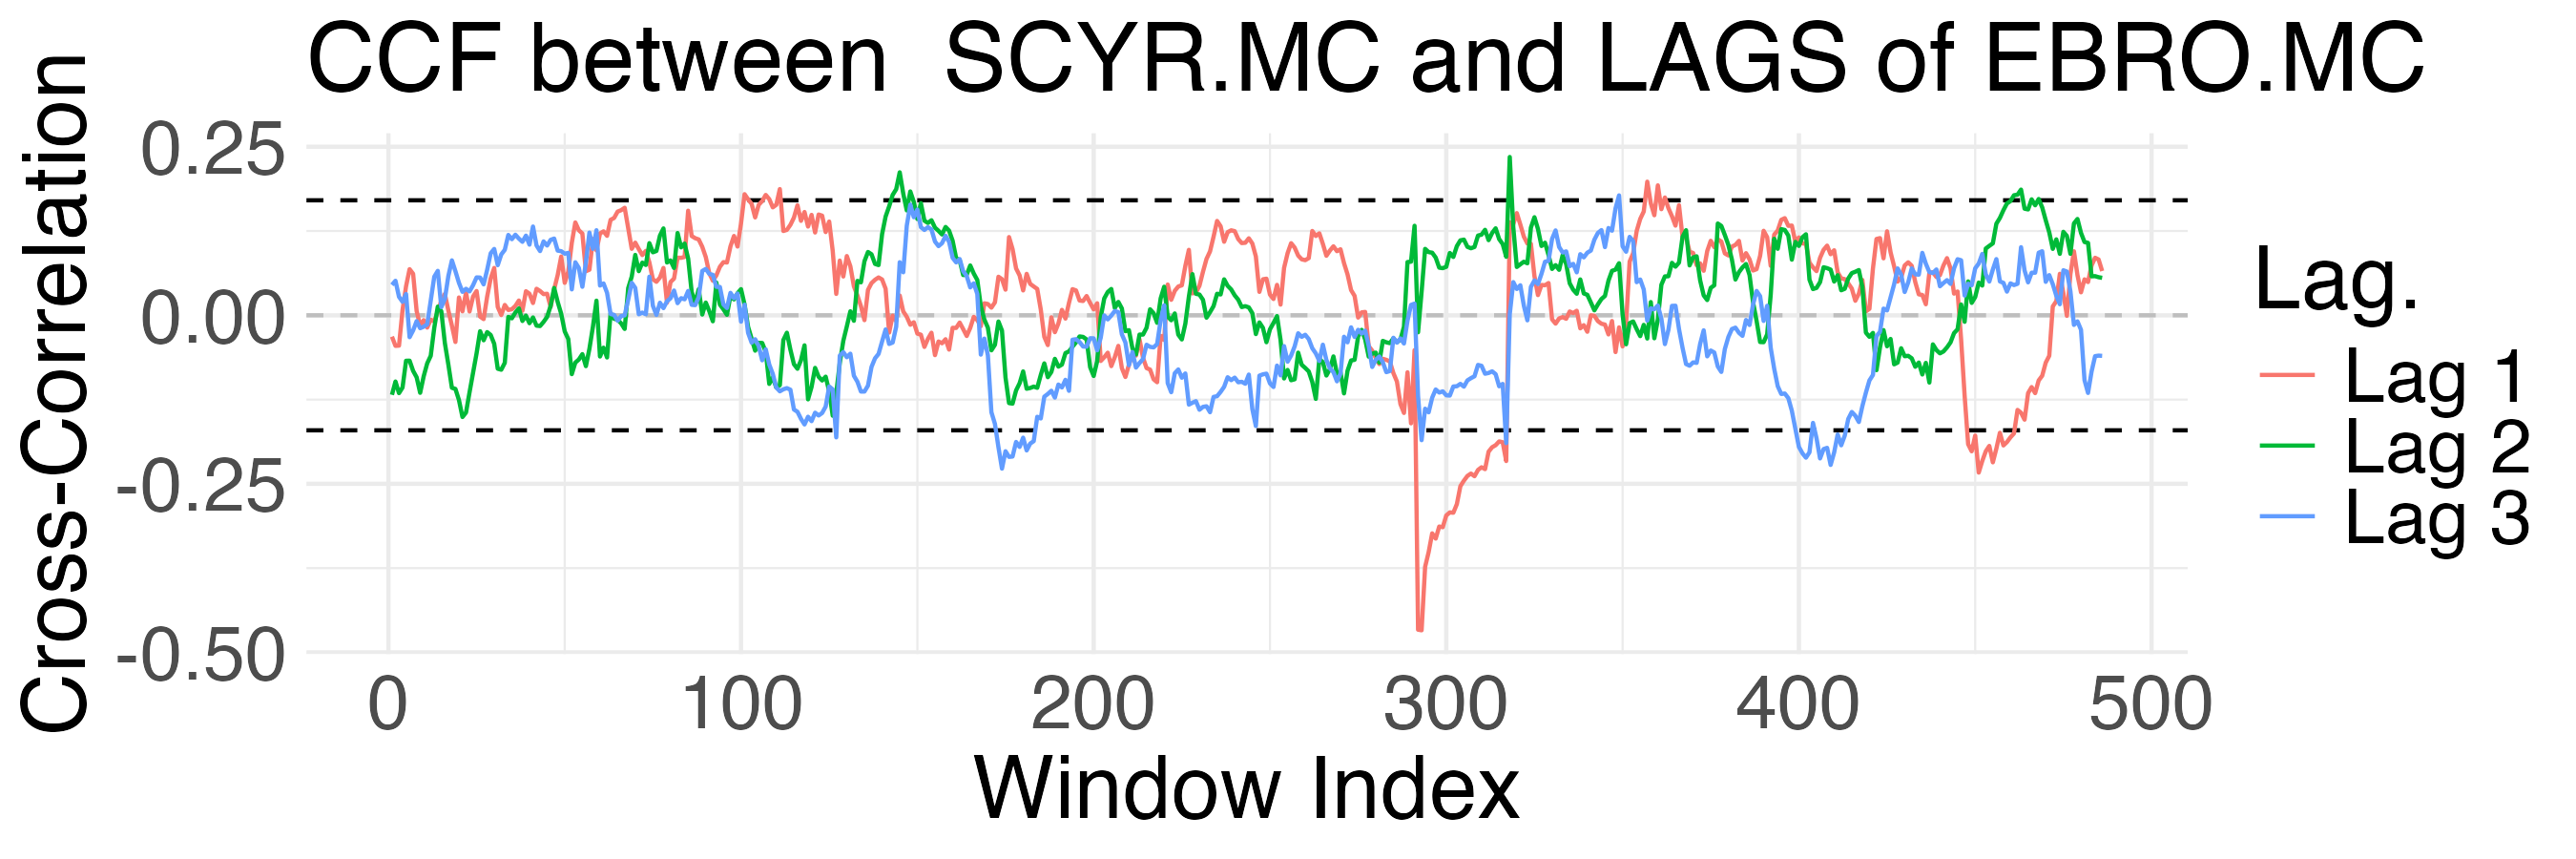 CCF between  SCYR.MC and LAGS of EBRO.MC
Cross-Correlation
0.25
0.00
-0.25
-0.50
0 100 200 300 400 500
Window Index
Lag.
Lag 1
Lag 2
Lag 3